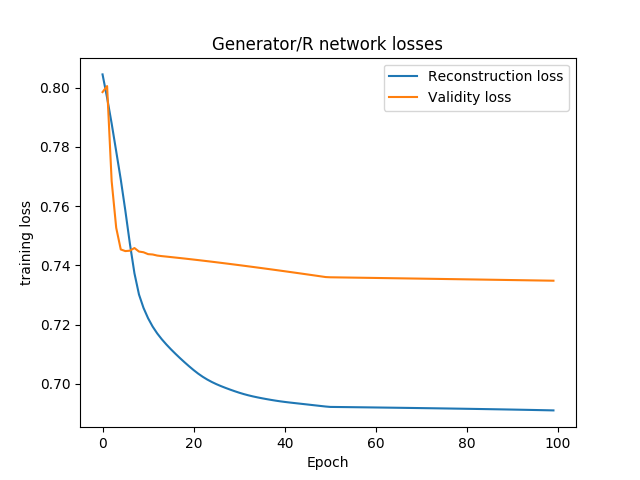 Generator/R network losses
Reconstruction loss
Validity loss
training loss
0.80
0.78
0.76
0.74
0.72
0.70
0 20 40 60 80 100
Epoch